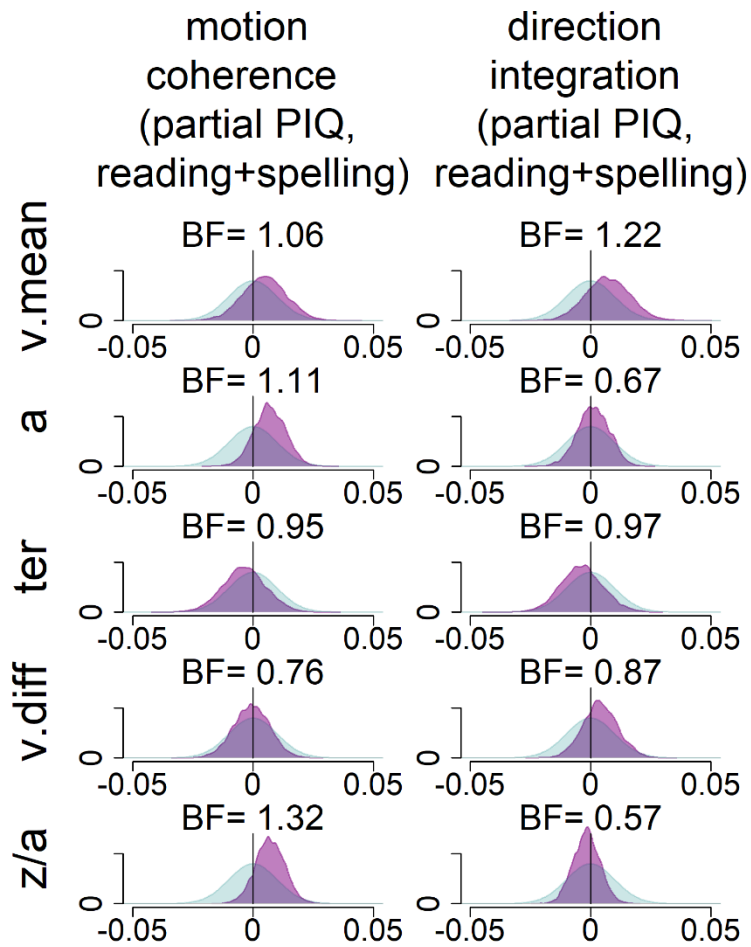 motion
coherence
(partial PIQ,
reading+spelling)
direction
integration
(partial PIQ,
reading+spelling)
v.mean
BF= 1.06
0
-0.05 0 0.05
BF= 1.22
0
-0.05 0 0.05
a
BF= 1.11
0
-0.05 0 0.05
BF= 0.67
0
-0.05 0 0.05
ter
BF= 0.95
0
-0.05 0 0.05
BF= 0.97
0
-0.05 0 0.05
v.diff
BF= 0.76
0
-0.05 0 0.05
BF= 0.87
0
-0.05 0 0.05
z/a
BF= 1.32
0
-0.05 0 0.05
BF= 0.57
0
-0.05 0 0.05